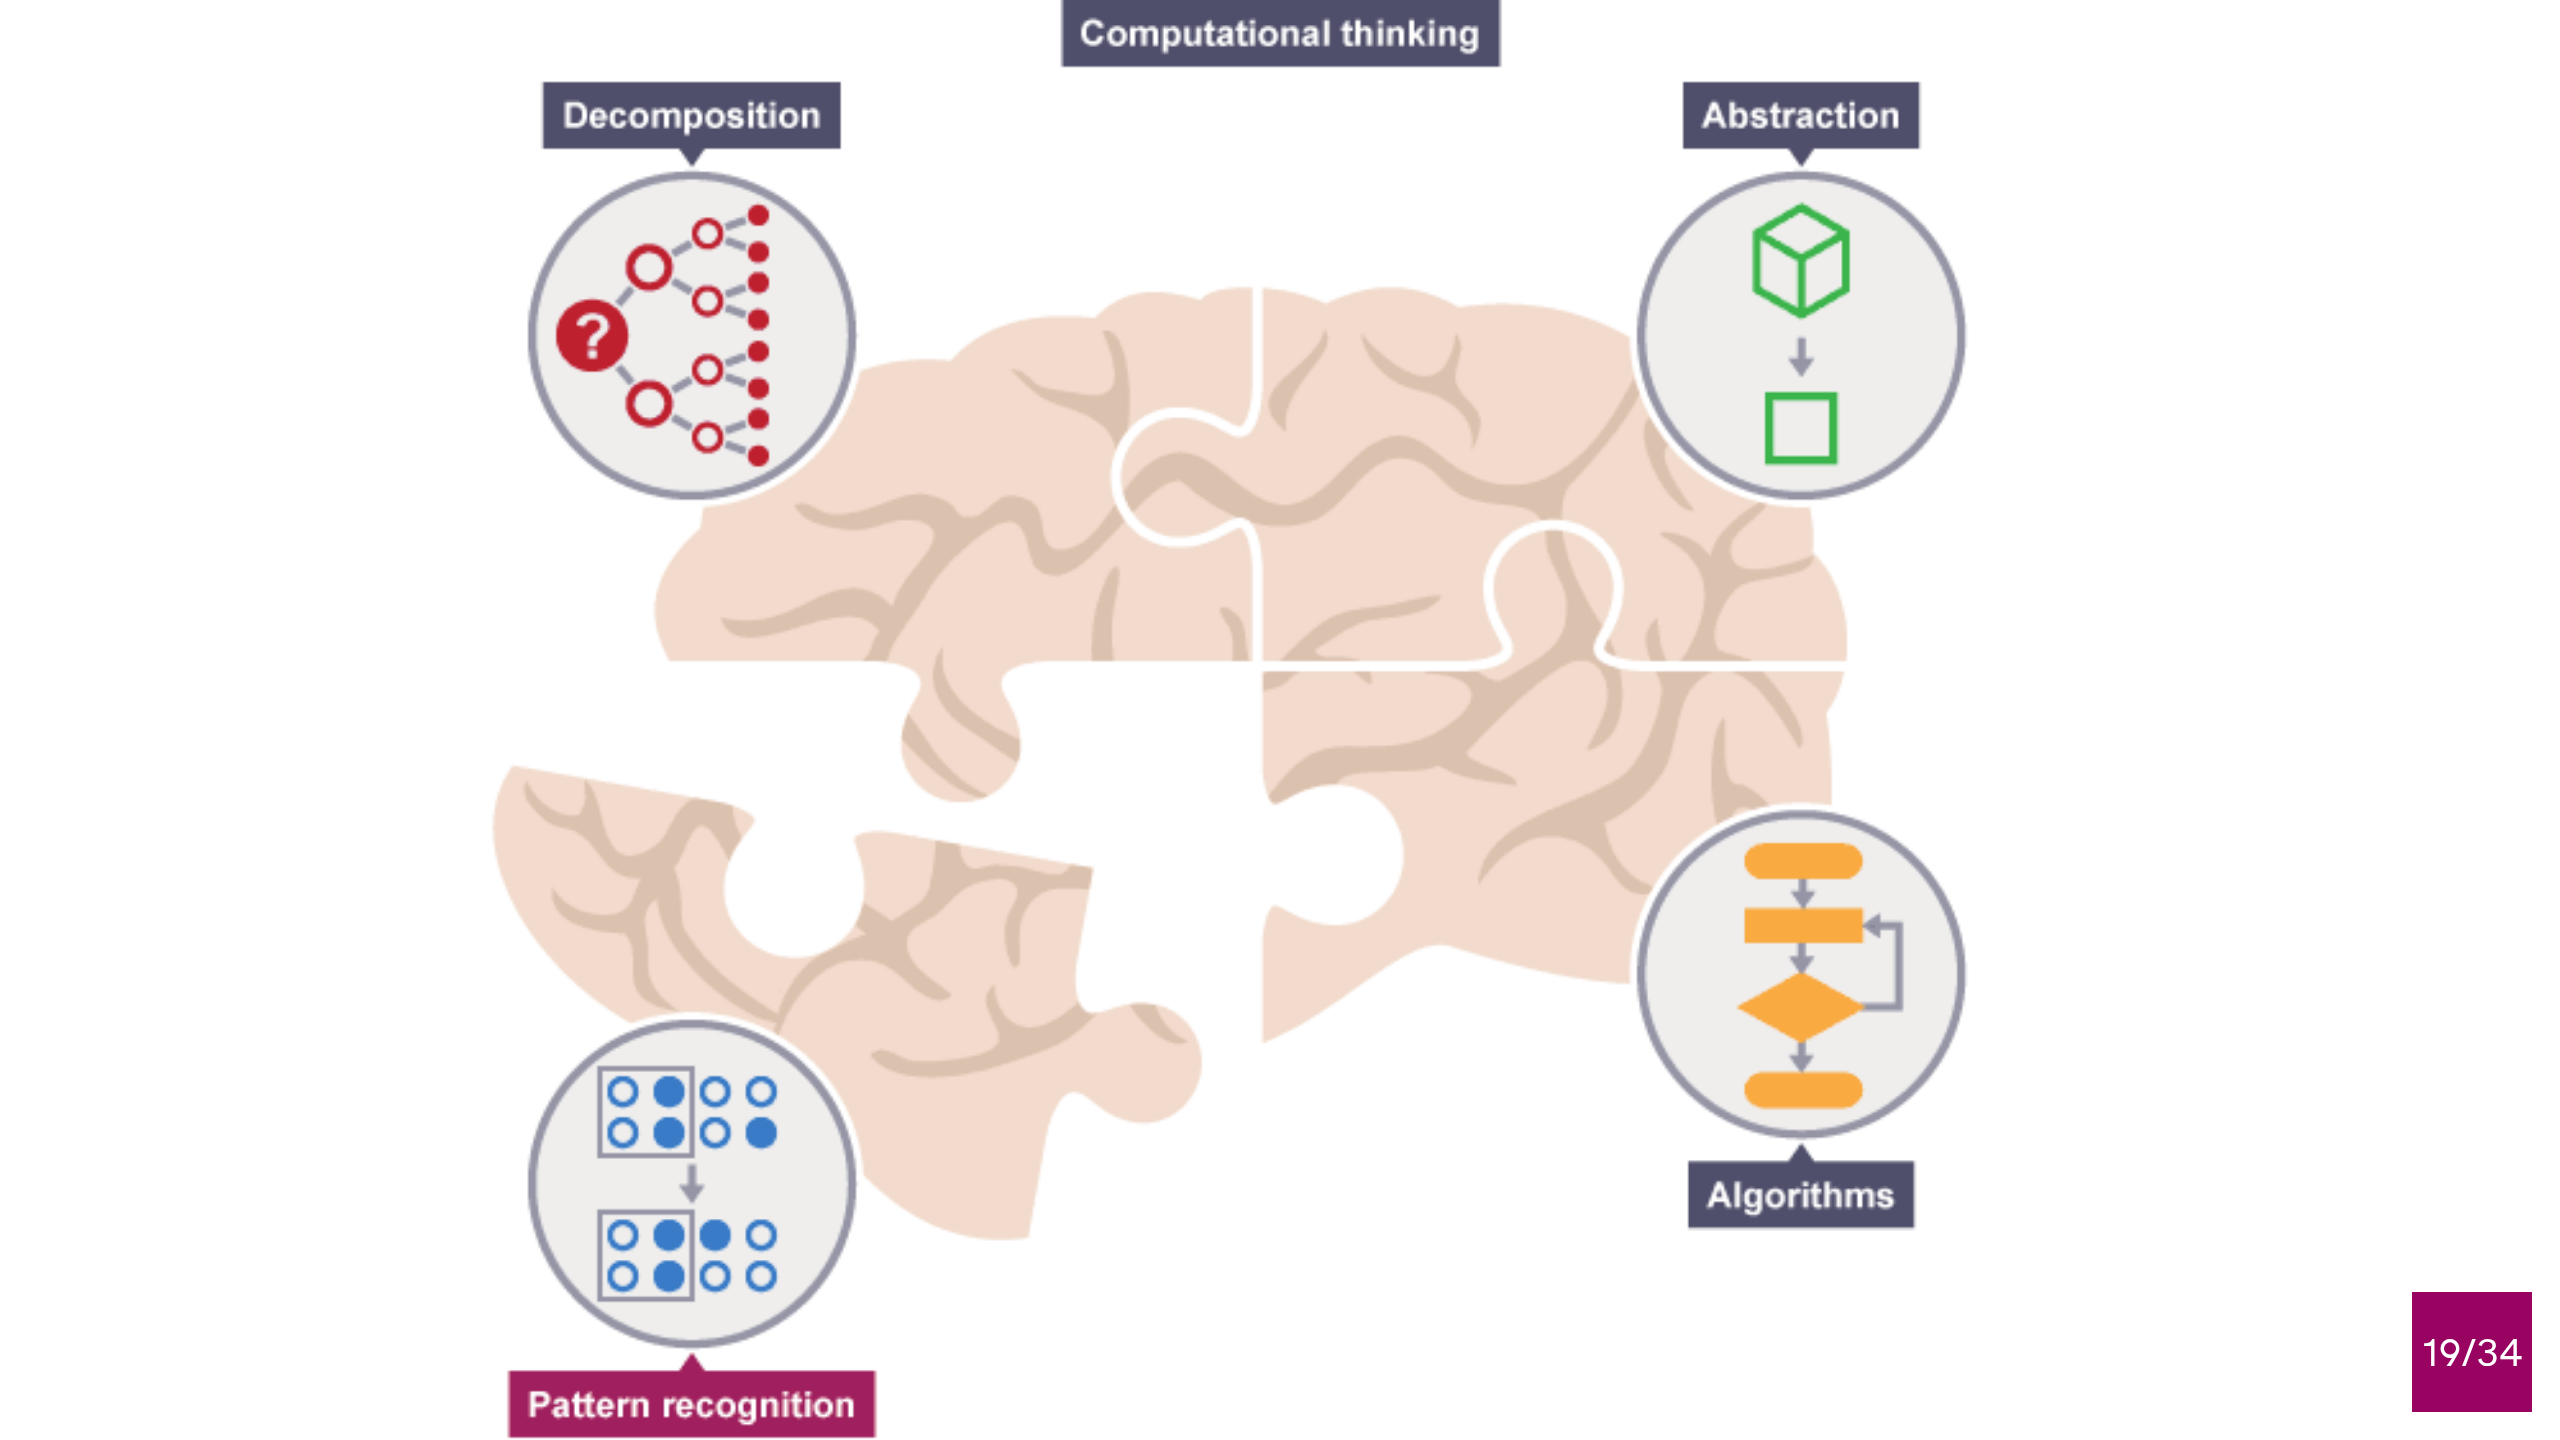 Computational thinking
Decomposition
Abstraction
?
Algorithms
Pattern recognition
19/34